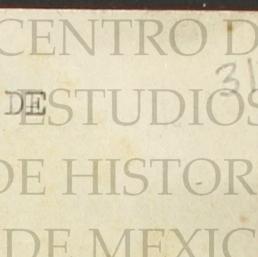 CENTRO D
31
DE
ESTUDIOS
DE HISTOR
DE MEXIC